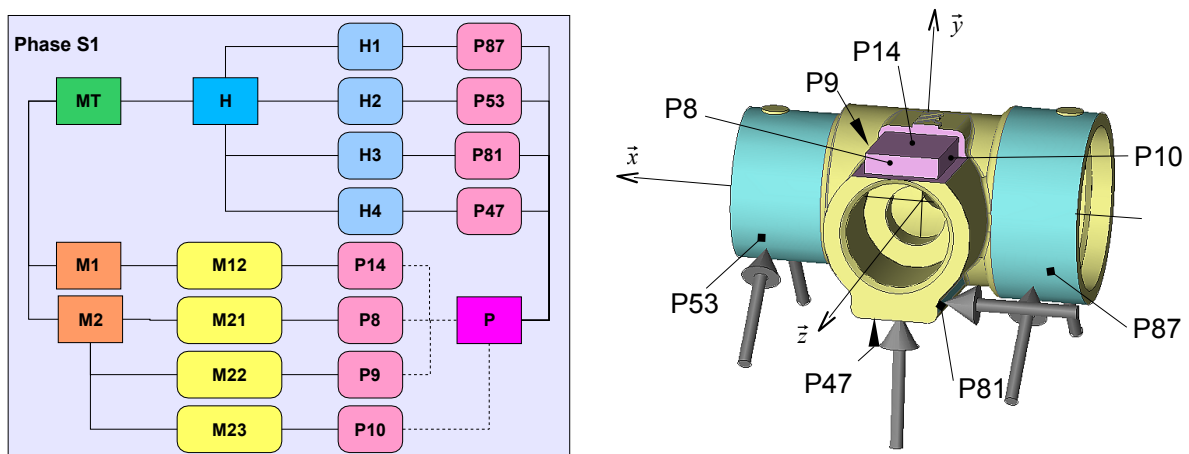 Phase S1
H1 P87
MT H H2 P53
H3 P81
H4 P47
M1 M12 P14
M2 M21 P8 P
M22 P9
M23 P10
y
P14
P9
P8
x
P10
P53
z
P87
P47
P81